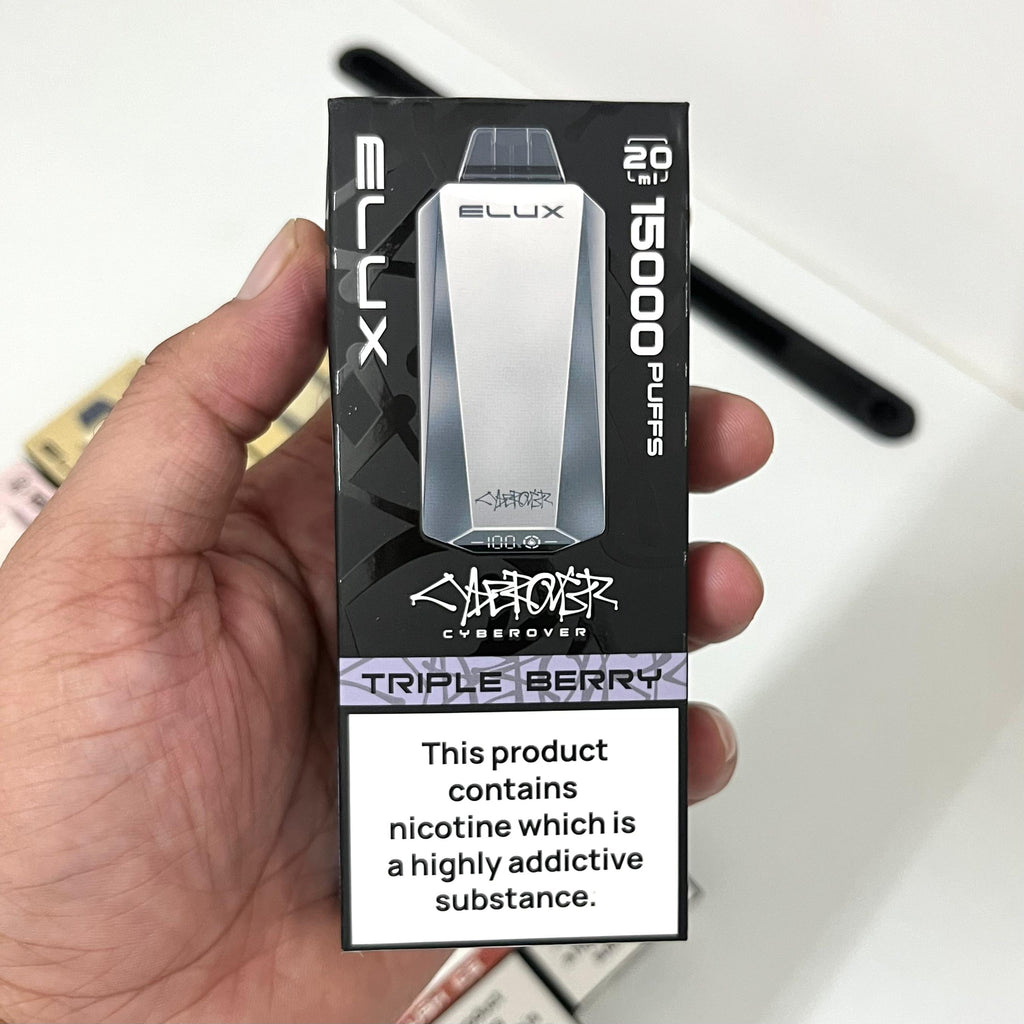 ELUX
20
ml
15000 PUFFS
ELUX
CYBEROVER
100
CYBEROVER
CYBEROVER
TRIPLE BERRY
This product
contains
nicotine which is
a highly addictive
substance.